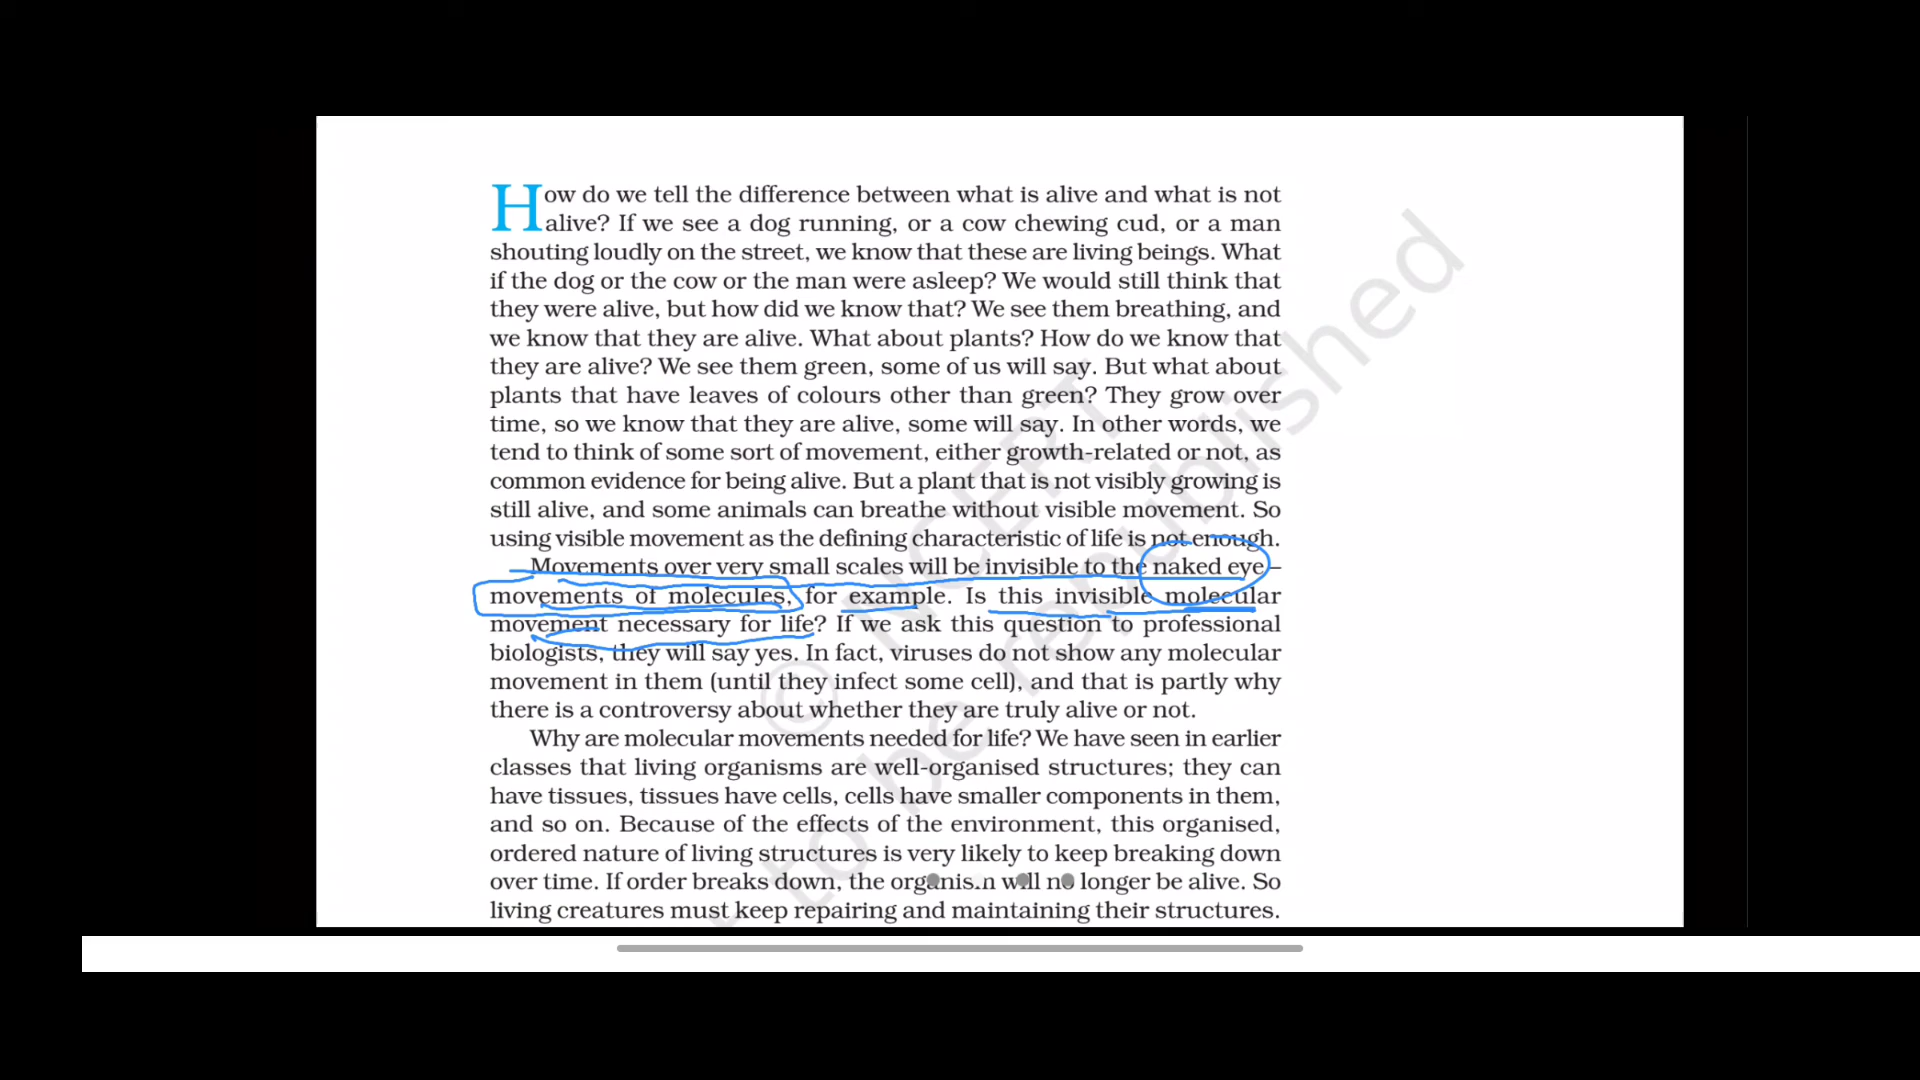 How do we tell the difference between what is alive and what is not
alive? If we see a dog running, or a cow chewing cud, or a man
shouting loudly on the street, we know that these are living beings. What
if the dog or the cow or the man were asleep? We would still think that
they were alive, but how did we know that? We see them breathing, and
we know that they are alive. What about plants? How do we know that
they are alive? We see them green, some of us will say. But what about
plants that have leaves of colours other than green? They grow over
time, so we know that they are alive, some will say. In other words, we
tend to think of some sort of movement, either growth-related or not, as
common evidence for being alive. But a plant that is not visibly growing is
still alive, and some animals can breathe without visible movement. So
using visible movement as the defining characteristic of life is not enough.
Movements over very small scales will be invisible to the naked eye–
movements of molecules, for example. Is this invisible molecular
movement necessary for life? If we ask this question to professional
biologists, they will say yes. In fact, viruses do not show any molecular
movement in them (until they infect some cell), and that is partly why
there is a controversy about whether they are truly alive or not.
Why are molecular movements needed for life? We have seen in earlier
classes that living organisms are well-organised structures; they can
have tissues, tissues have cells, cells have smaller components in them,
and so on. Because of the effects of the environment, this organised,
ordered nature of living structures is very likely to keep breaking down
over time. If order breaks down, the organism will no longer be alive. So
living creatures must keep repairing and maintaining their structures.
© NCERT
to be republished